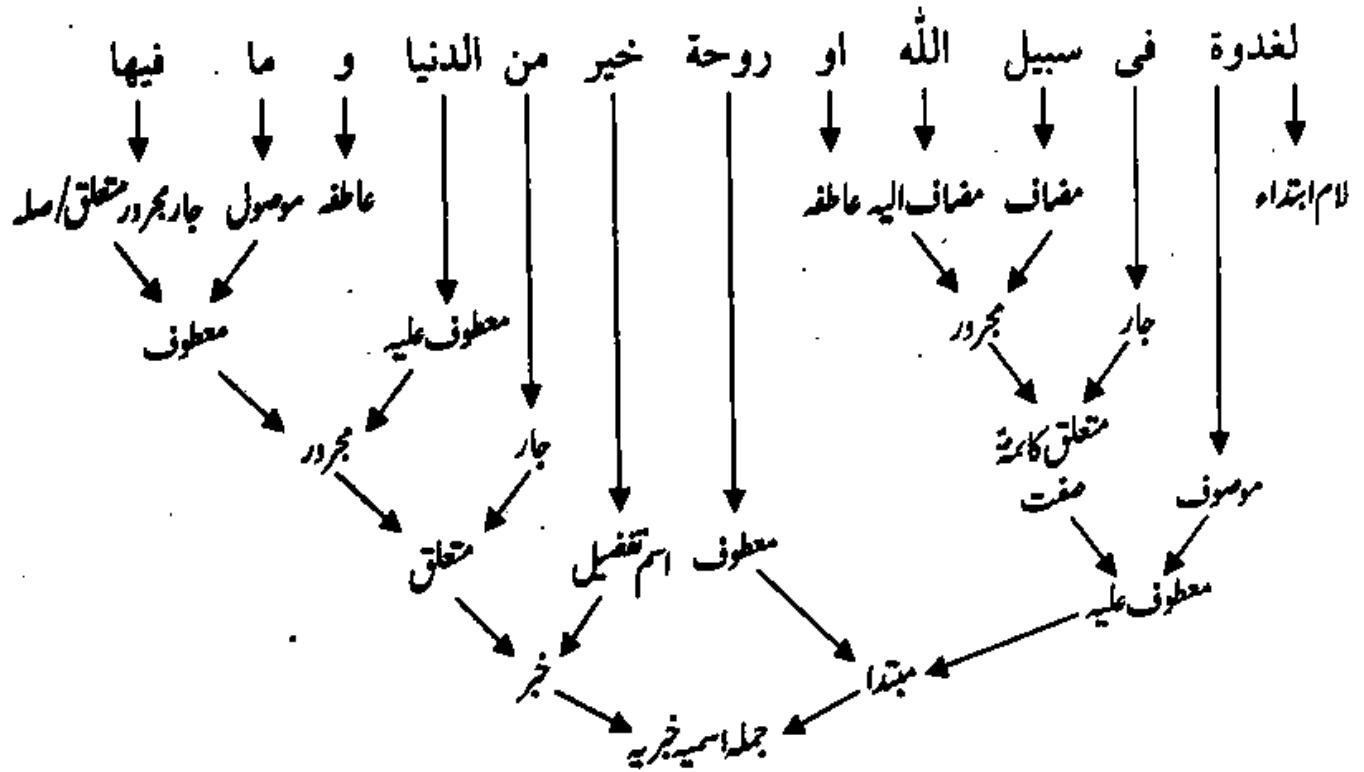 لغدوة فی سبیل الله او روحة خیر من الدنیا و ما فیها
لام ابتداء مضاف مضاف الیہ عاطفہ عاطفہ موصول جار مجرور متعلق/صلہ
جار مجرور معطوف علیہ معطوف
متعلق کائنۃ جار مجرور
موصوف صفت
معطوف اسم تفضیل متعلق
معطوف علیہ
مبتدا خبر
جملہ اسمیہ خبریہ